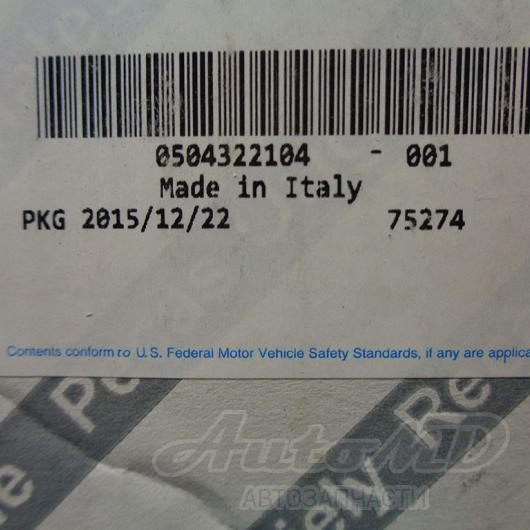 0504322104 - 001
Made in Italy
PKG 2015/12/22 75274
Contents conform to U.S. Federal Motor Vehicle Safety Standards, if any are applica
AutoMD
АВТОЗАПЧАСТИ